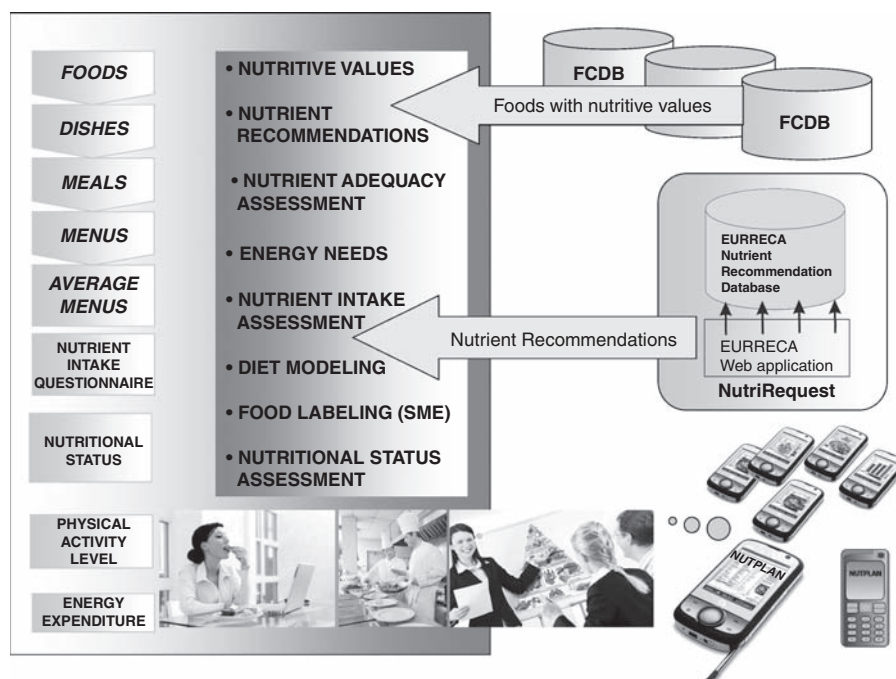 FOODS
DISHES
MEALS
MENUS
AVERAGE
MENUS
NUTRIENT
INTAKE
QUESTIONNAIRE
NUTRITIONAL
STATUS
PHYSICAL
ACTIVITY
LEVEL
ENERGY
EXPENDITURE
• NUTRITIVE VALUES
• NUTRIENT
RECOMMENDATIONS
• NUTRIENT ADEQUACY
ASSESSMENT
• ENERGY NEEDS
• NUTRIENT INTAKE
ASSESSMENT
• DIET MODELING
• FOOD LABELING (SME)
• NUTRITIONAL STATUS
ASSESSMENT
FCDB
Foods with nutritive values
FCDB
EURRECA
Nutrient
Recommendation
Database
Nutrient Recommendations
EURRECA
Web application
NutriRequest
NUTPLAN
NUTPLAN